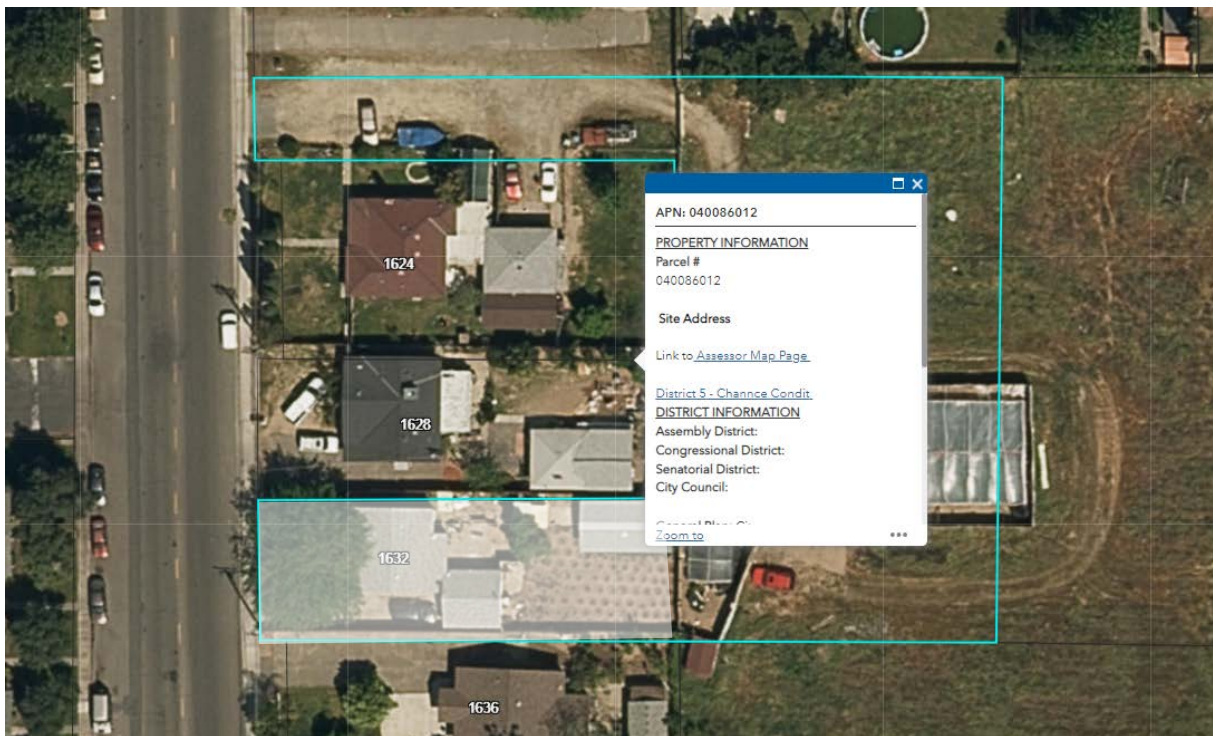 1624
1628
1632
1636
APN: 040086012
PROPERTY INFORMATION
Parcel #
040086012
Site Address
Link to Assessor Map Page
District 5 - Channce Condit
DISTRICT INFORMATION
Assembly District:
Congressional District:
Senatorial District:
City Council:
Zoom to